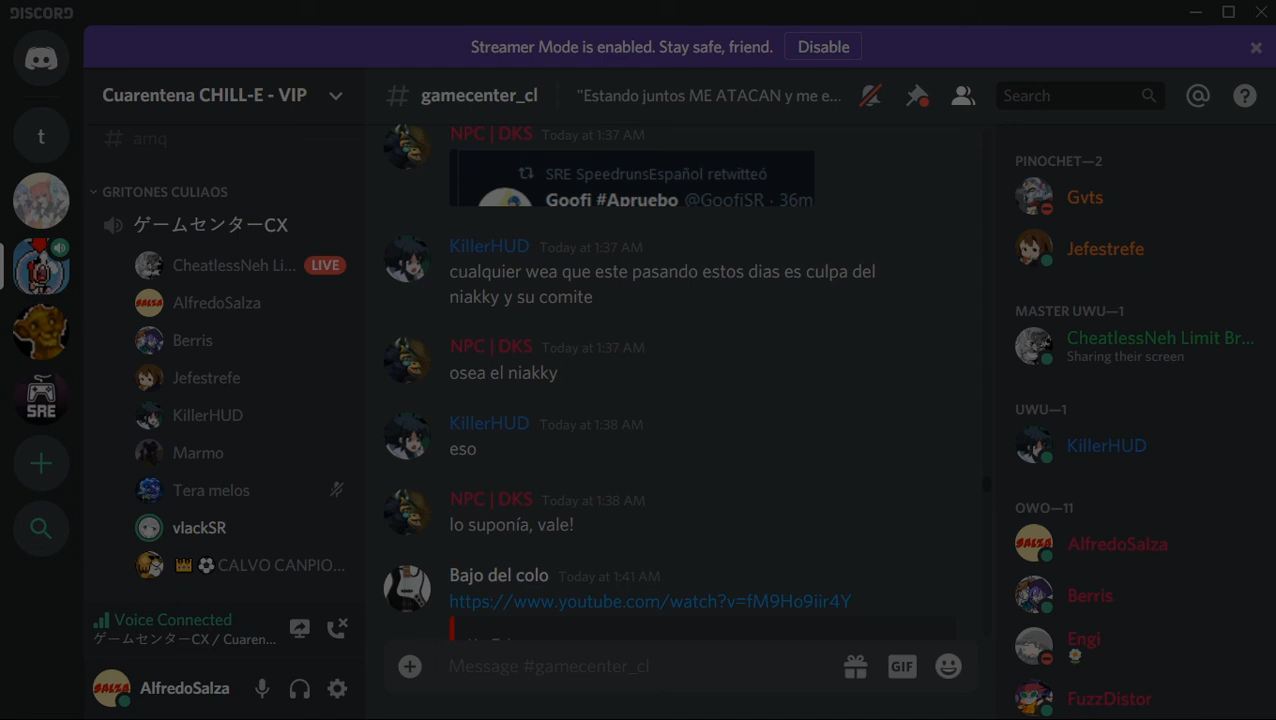 DISCORD
Streamer Mode is enabled. Stay safe, friend.
Disable
Cuarentena CHILL-E - VIP
# gamecenter_cl
"Estando juntos ME ATACAN y me e...
Search
t
SRE
# amq
GRITONES CULIAOS
ゲームセンターCX
CheatlessNeh Li...
LIVE
AlfredoSalza
Berris
Jefestrefe
KillerHUD
Marmo
Tera melos
vlackSR
CALVO CANPIO...
Voice Connected
ゲームセンターCX / Cuaren...
SALZA
AlfredoSalza
NPC | DKS Today at 1:37 AM
SRE SpeedrunsEspañol retwitteó
Goofi #Apruebo @GoofiSR · 36m
KillerHUD Today at 1:37 AM
cualquier wea que este pasando estos dias es culpa del
niakky y su comite
NPC | DKS Today at 1:37 AM
osea el niakky
KillerHUD Today at 1:38 AM
eso
NPC | DKS Today at 1:38 AM
lo suponía, vale!
Bajo del colo Today at 1:41 AM
https://www.youtube.com/watch?v=fM9Ho9iir4Y
Message #gamecenter_cl
GIF
PINOCHET—2
Gvts
Jefestrefe
MASTER UWU—1
CheatlessNeh Limit Br...
Sharing their screen
UWU—1
KillerHUD
OWO—11
SALZA
AlfredoSalza
Berris
Engi
FuzzDistor